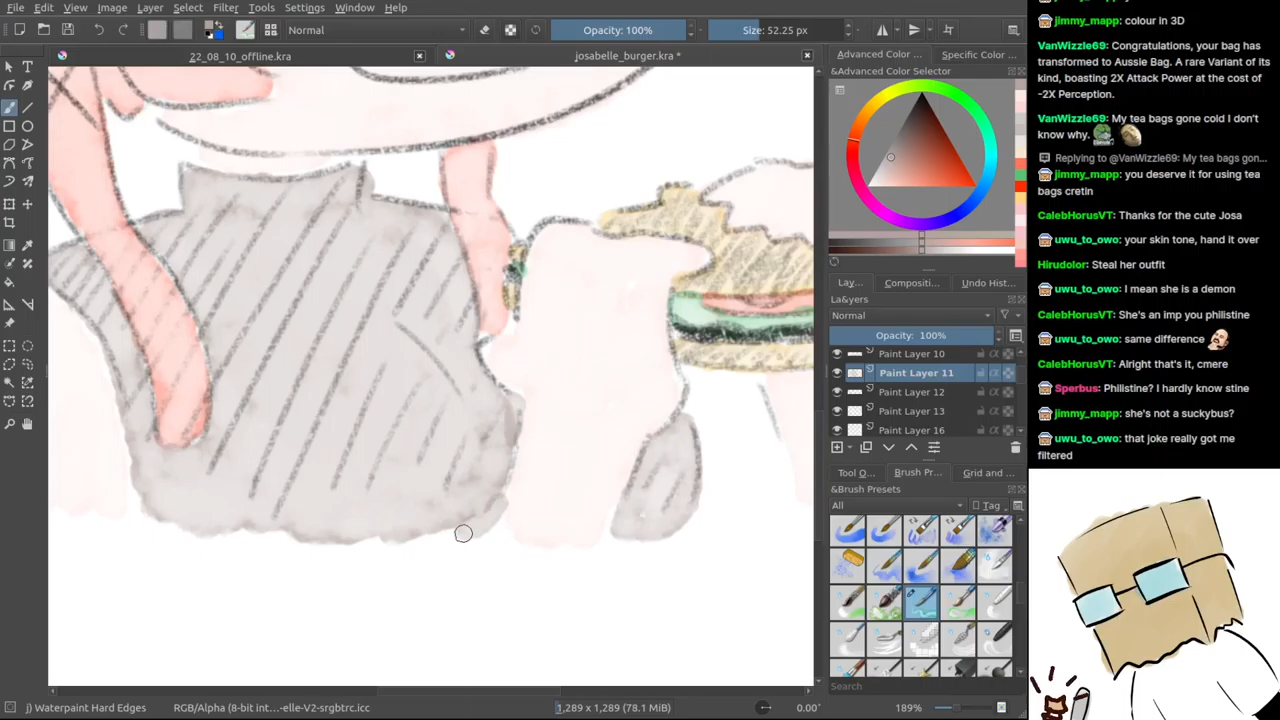 File Edit View Image Layer Select Filter Tools Settings Window Help
Normal
Opacity: 100%
Size: 52.25 px
22_08_10_offline.kra
josabelle_burger.kra *
Advanced Color ...
Specific Color ...
&Advanced Color Selector
Lay...
Compositi...
Undo Hist...
La&yers
Normal
Opacity: 100%
Paint Layer 10
Paint Layer 11
Paint Layer 12
Paint Layer 13
Paint Layer 16
Tool O...
Brush Pr...
Grid and ...
&Brush Presets
All
Tag
Search
j) Waterpaint Hard Edges
RGB/Alpha (8-bit int...-elle-V2-srgbtrc.icc
1,289 x 1,289 (78.1 MiB)
0.00°
189%
jimmy_mapp: colour in 3D
VanWizzle69: Congratulations, your bag has
transformed to Aussie Bag. A rare Variant of its
kind, boasting 2X Attack Power at the cost of
-2X Perception.
VanWizzle69: My tea bags gone cold I don't
know why.
Replying to @VanWizzle69: My tea bags gon...
jimmy_mapp: you deserve it for using tea
bags cretin
CalebHorusVT: Thanks for the cute Josa
uwu_to_owo: your skin tone, hand it over
Hirudolor: Steal her outfit
uwu_to_owo: I mean she is a demon
CalebHorusVT: She's an imp you philistine
uwu_to_owo: same difference
CalebHorusVT: Alright that's it, cmere
Sperbus: Philistine? I hardly know stine
jimmy_mapp: she's not a suckybus?
uwu_to_owo: that joke really got me
filtered